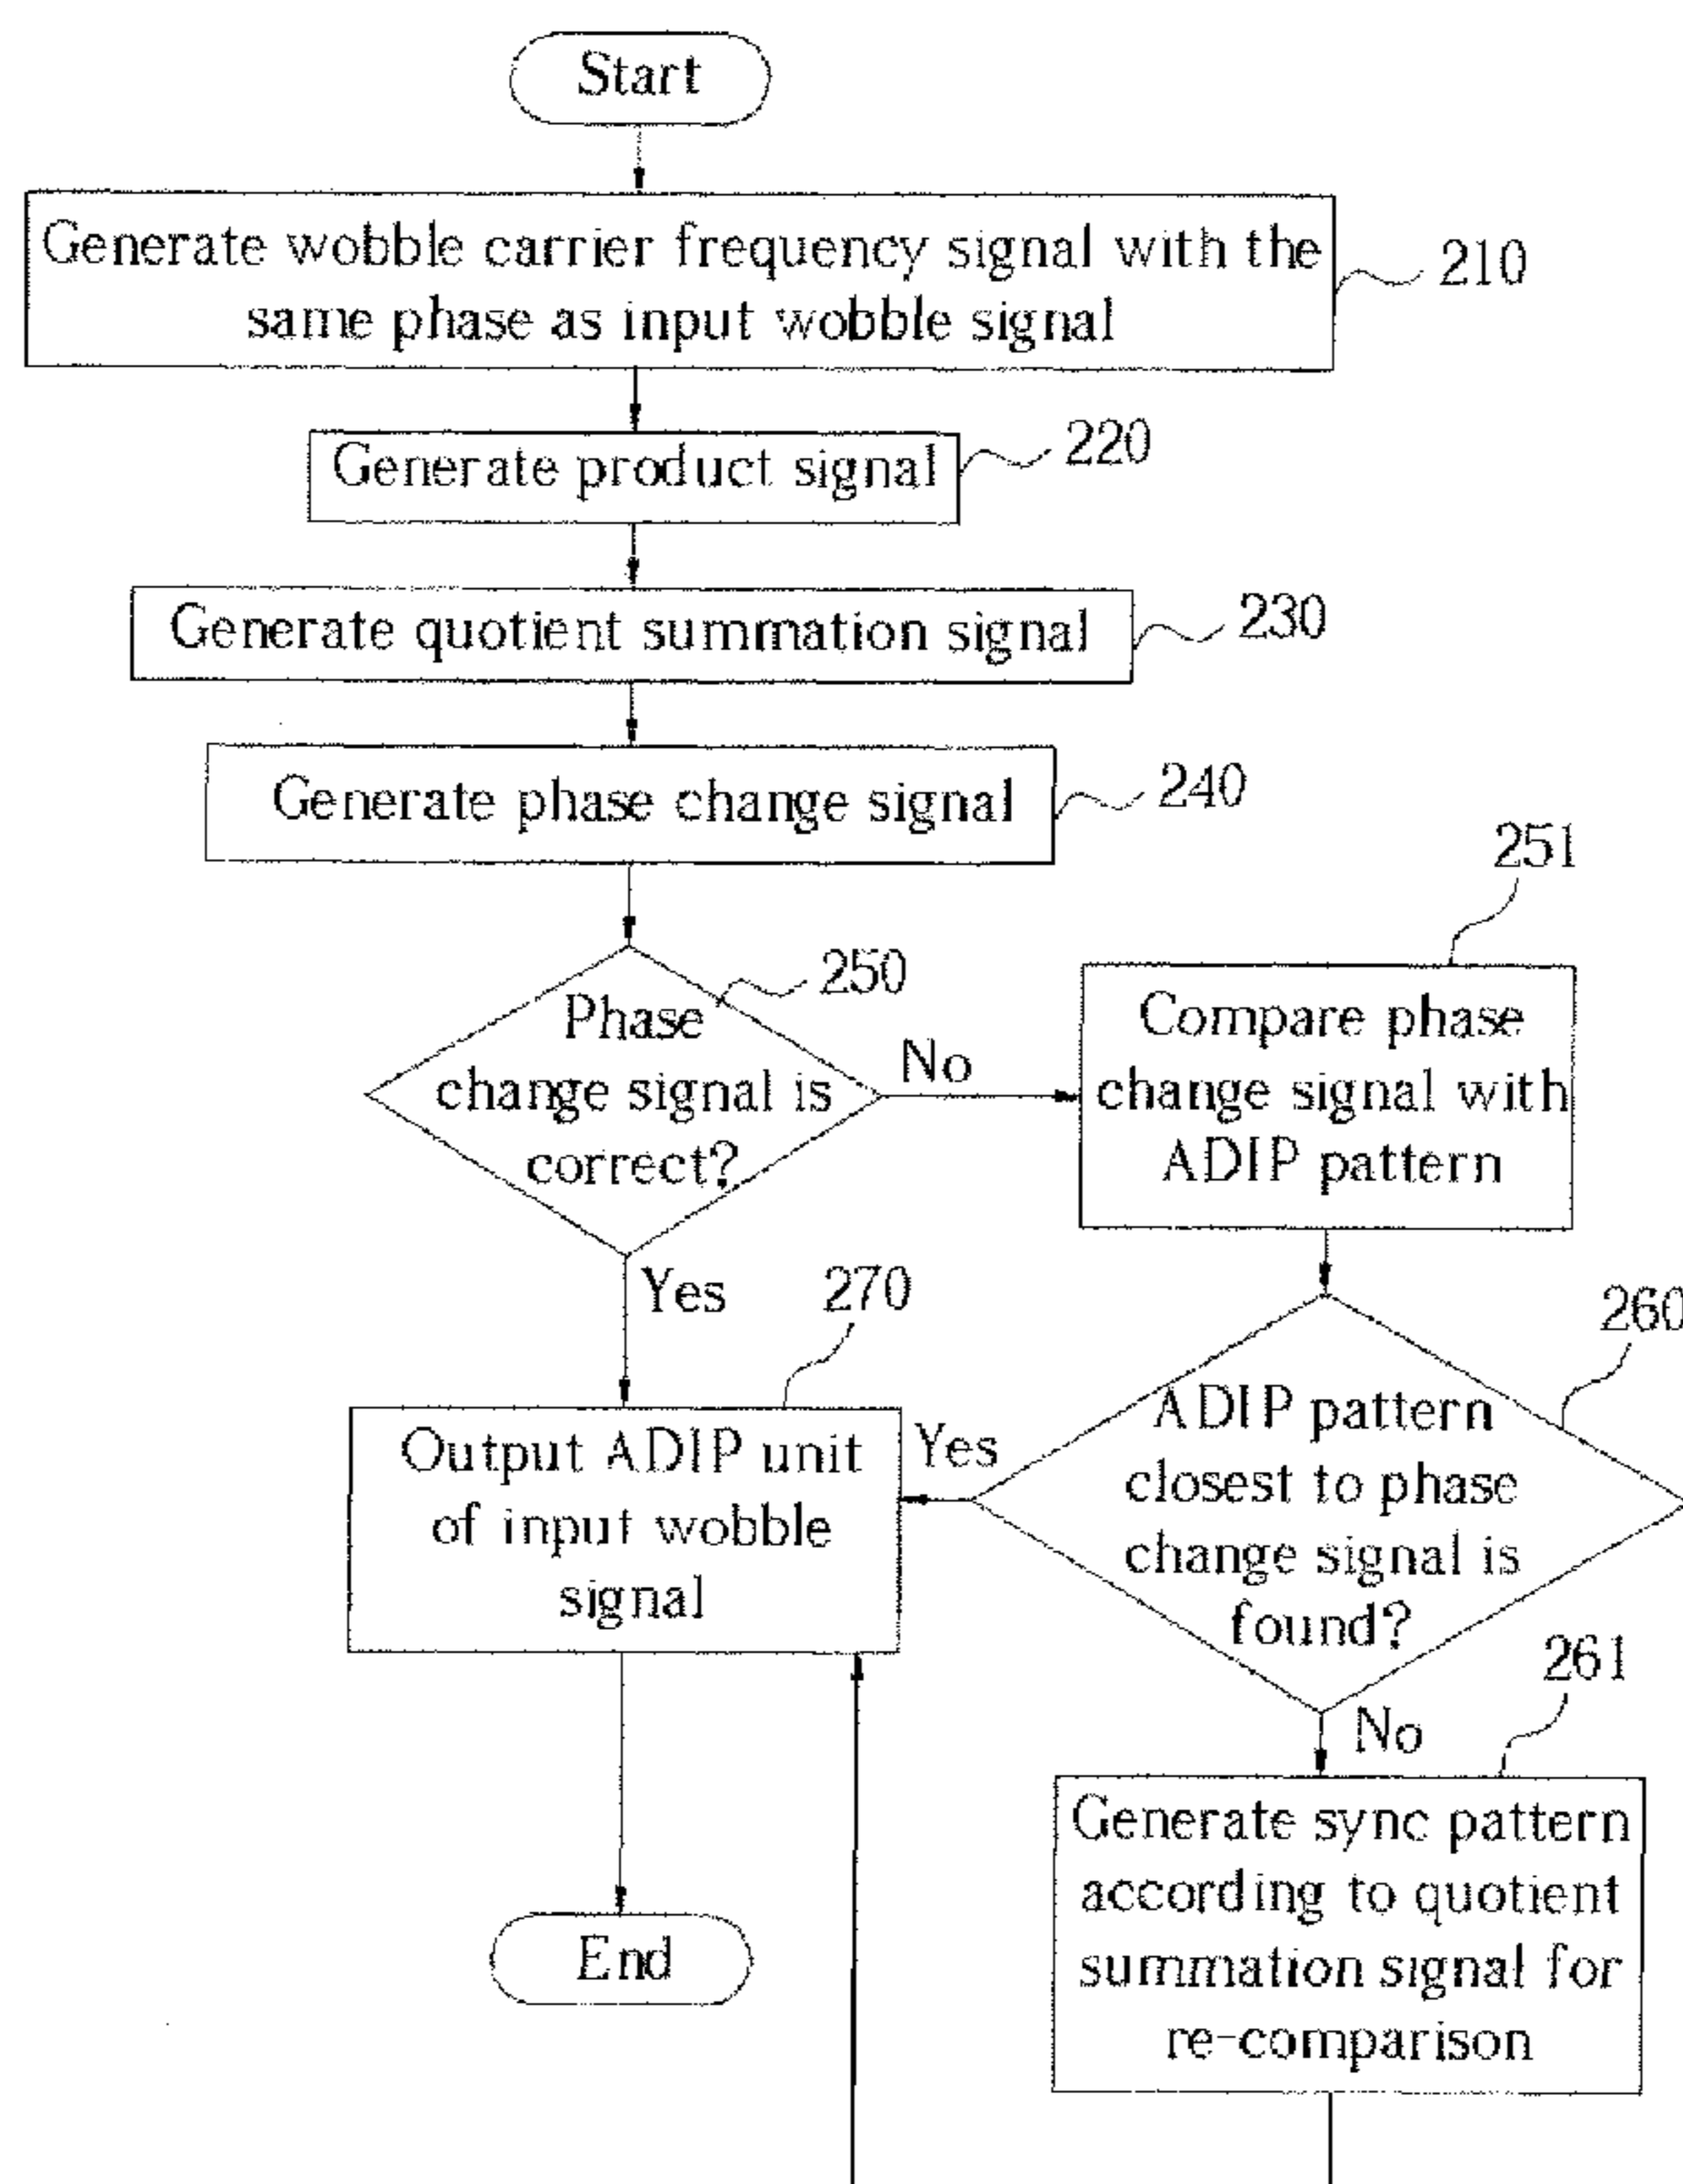 Start
Generate wobble carrier frequency signal with the
same phase as input wobble signal
210
Generate product signal
220
Generate quotient summation signal
230
Generate phase change signal
240
251
250
Phase
change signal is
correct?
No
Compare phase
change signal with
ADIP pattern
Yes
270
260
Output ADIP unit
of input wobble
signal
Yes
ADIP pattern
closest to phase
change signal is
found?
261
No
Generate sync pattern
according to quotient
summation signal for
re-comparison
End